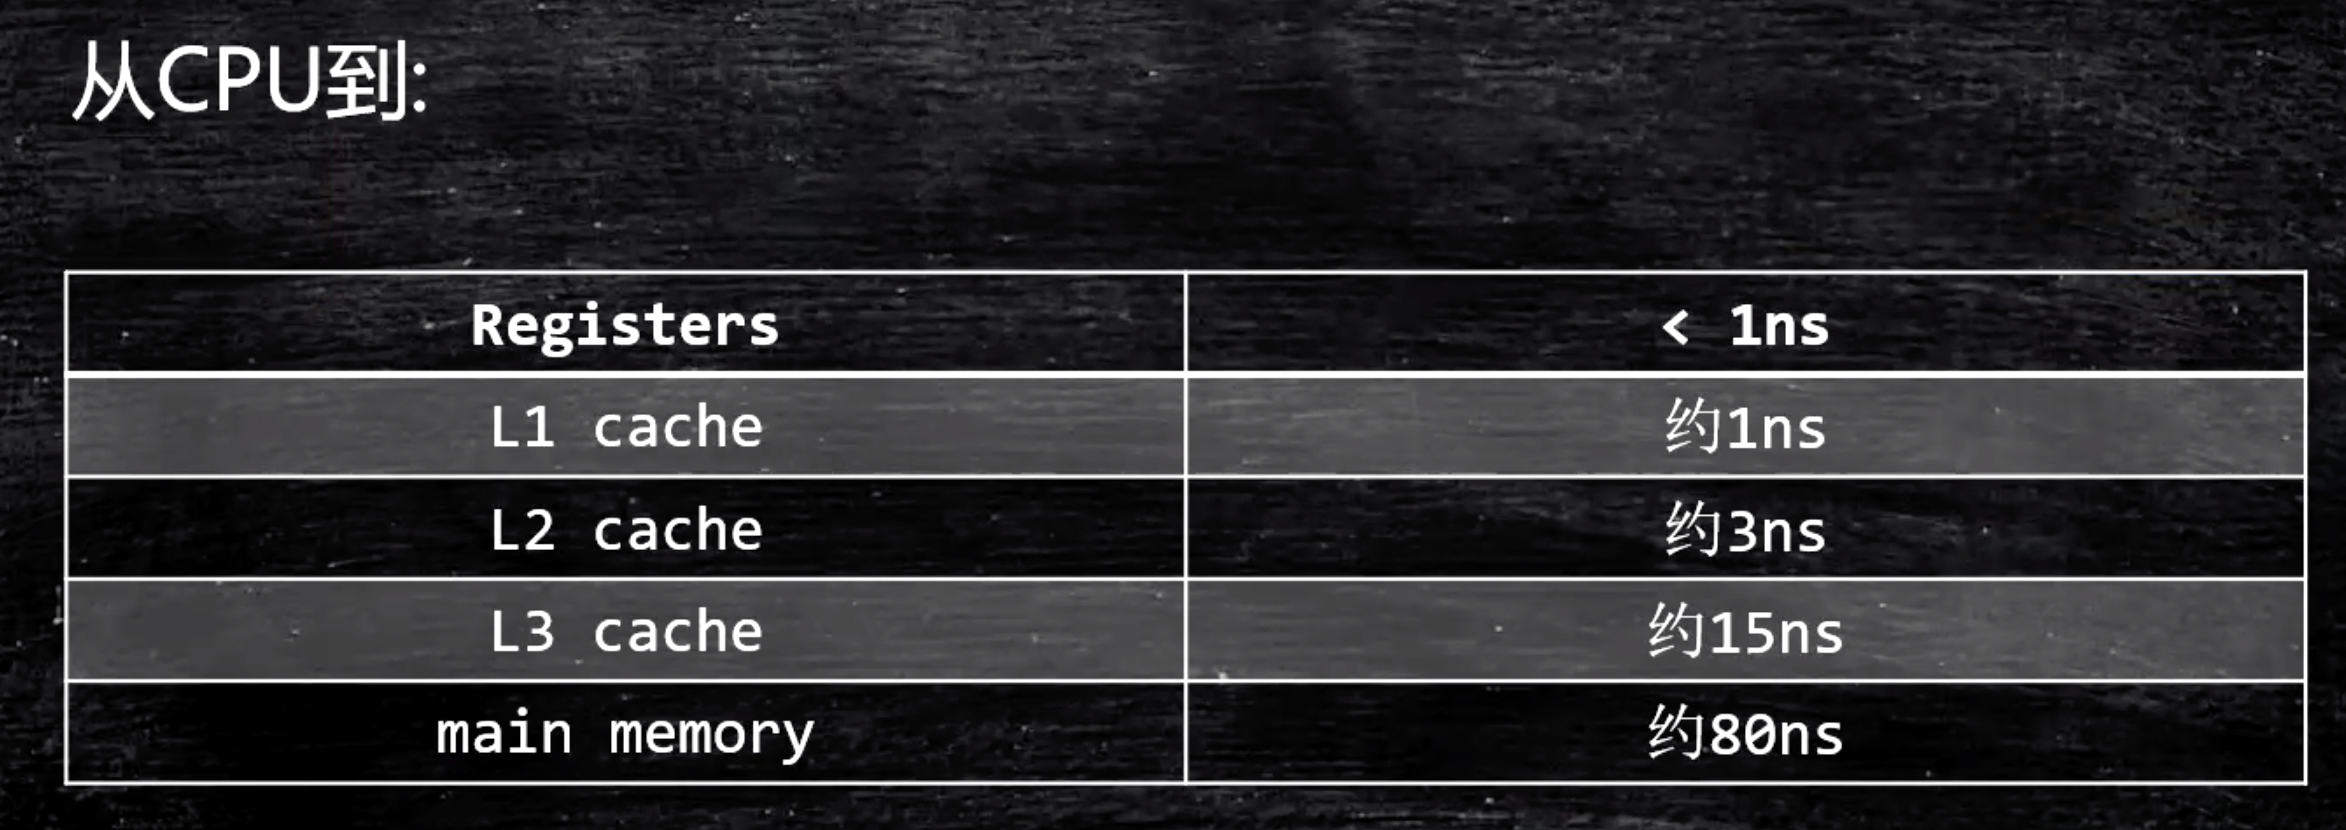 从CPU到:
Registers < 1ns
L1 cache 约1ns
L2 cache 约3ns
L3 cache 约15ns
main memory 约80ns